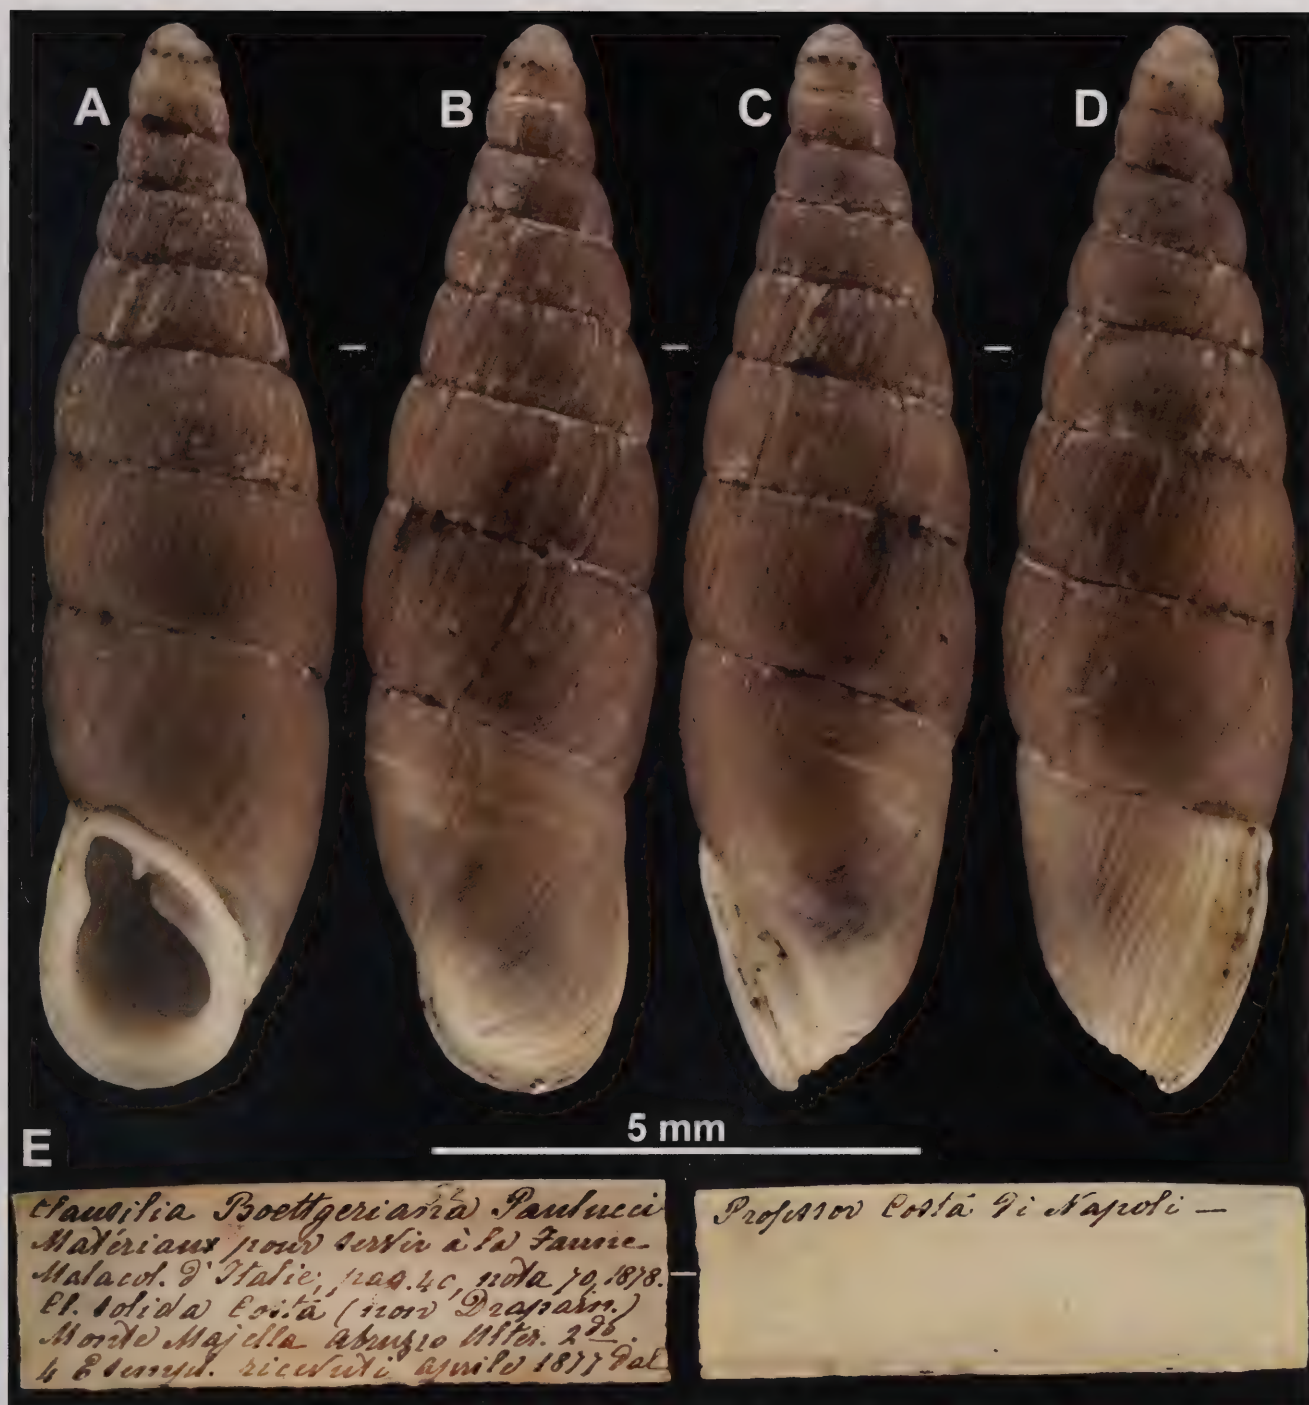 A
B
C
D
5 mm
E
Clausilia Boettgeriana Paulucci
Matériaux pour servir à la Faune
Malacol. d'Italie, pag. 40, nota 70, 1878.
Cl. solida Costa (non Draparn.)
Monte Majella Abruzzo Ulter. 2do.
4 Esempl. ricevuti aprile 1877 dal
Professor Costa di Napoli —